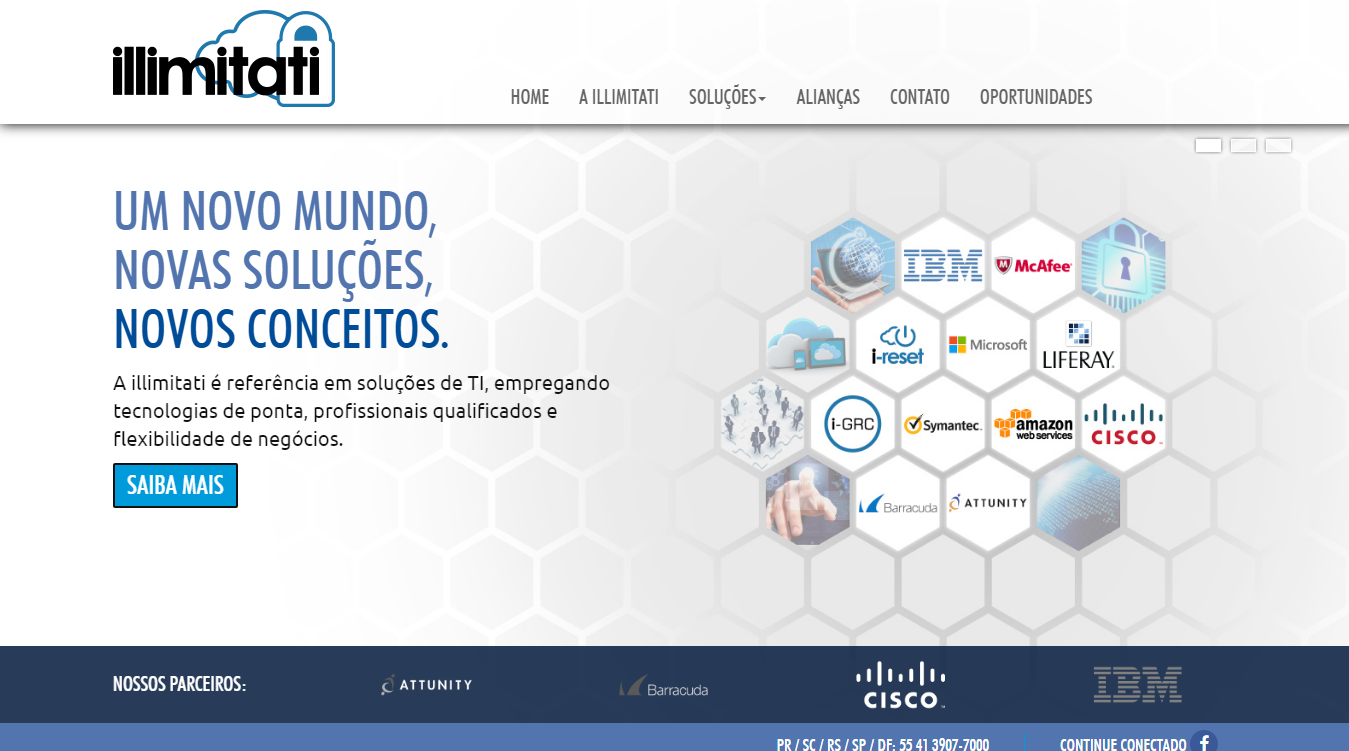 illimitati
HOME A ILLIMITATI SOLUÇÕES ALIANÇAS CONTATO OPORTUNIDADES
UM NOVO MUNDO,
NOVAS SOLUÇÕES,
NOVOS CONCEITOS.
A illimitati é referência em soluções de TI, empregando
tecnologias de ponta, profissionais qualificados e
flexibilidade de negócios.
SAIBA MAIS
IBM McAfee
i-reset Microsoft LIFERAY.
i-GRC Symantec. amazon web services CISCO
Barracuda ATTUNITY
NOSSOS PARCEIROS: ATTUNITY Barracuda CISCO IBM
PR / SC / RS / SP / DF: 55 41 3907-7000 CONTINUE CONECTADO f